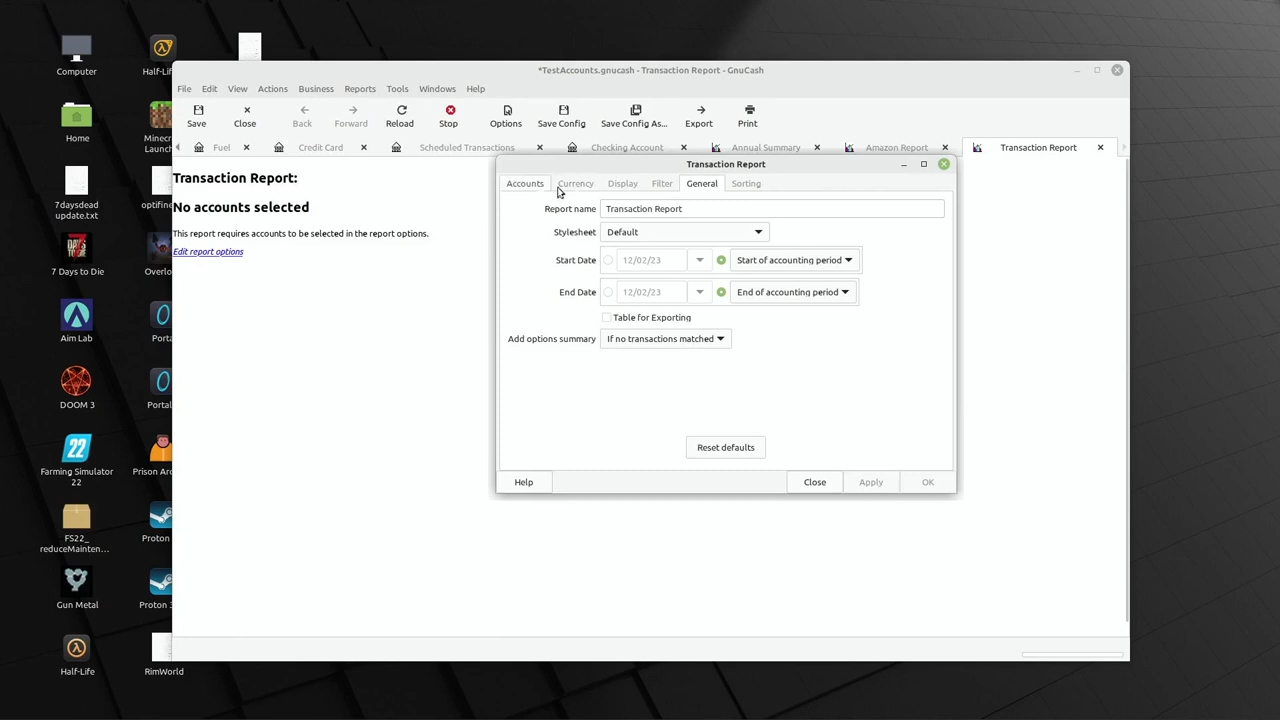 Computer
Half-Li
Home
Minecr
Launch
7daysdead
update.txt
optifine
7 Days to Die
Overlo
Aim Lab
Porta
DOOM 3
Portal
Farming Simulator
22
Prison Arc
FS22_
reduceMainten...
Proton
Gun Metal
Proton 3
Half-Life
RimWorld
*TestAccounts.gnucash - Transaction Report - GnuCash
File Edit View Actions Business Reports Tools Windows Help
Save Close Back Forward Reload Stop Options Save Config Save Config As... Export Print
Fuel Credit Card Scheduled Transactions Checking Account Annual Summary Amazon Report Transaction Report
Transaction Report:
No accounts selected
This report requires accounts to be selected in the report options.
Edit report options
Transaction Report
Accounts Currency Display Filter General Sorting
Report name Transaction Report
Stylesheet Default
Start Date 12/02/23 Start of accounting period
End Date 12/02/23 End of accounting period
Table for Exporting
Add options summary If no transactions matched
Reset defaults
Help Close Apply OK